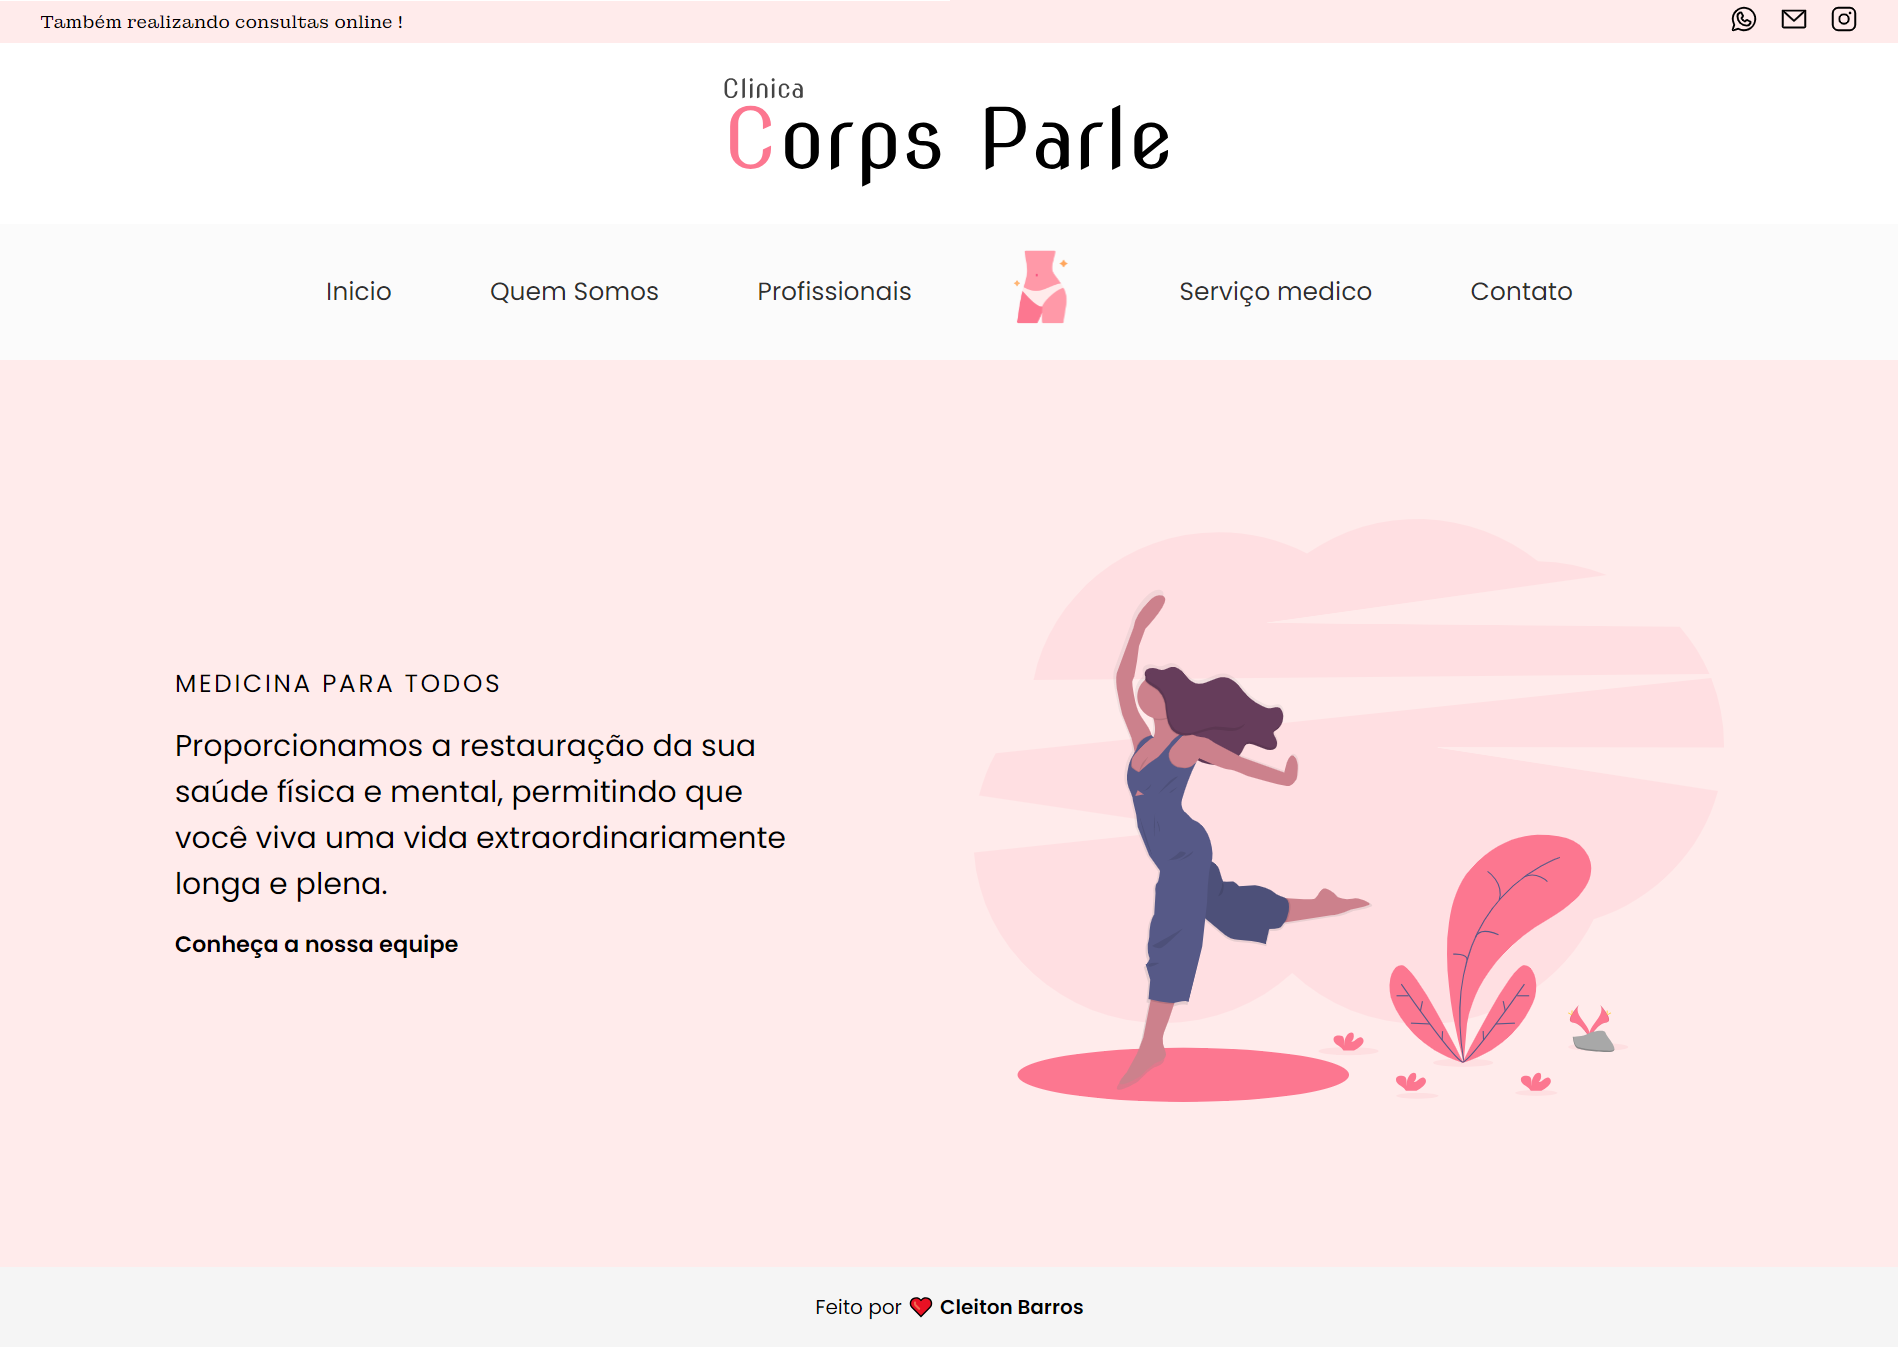 Também realizando consultas online !
Clinica
Corps Parle
Inicio
Quem Somos
Profissionais
Serviço medico
Contato
MEDICINA PARA TODOS
Proporcionamos a restauração da sua
saúde física e mental, permitindo que
você viva uma vida extraordinariamente
longa e plena.
Conheça a nossa equipe
Feito por ❤ Cleiton Barros